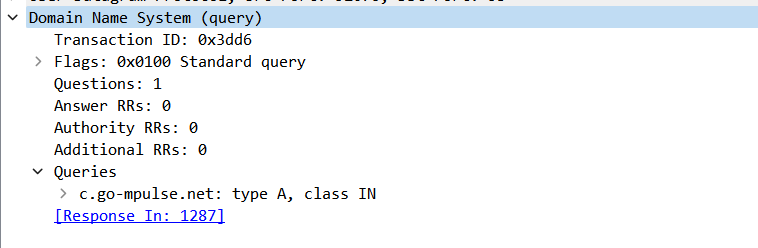 Domain Name System (query)
Transaction ID: 0x3dd6
Flags: 0x0100 Standard query
Questions: 1
Answer RRs: 0
Authority RRs: 0
Additional RRs: 0
Queries
c.go-mpulse.net: type A, class IN
[Response In: 1287]